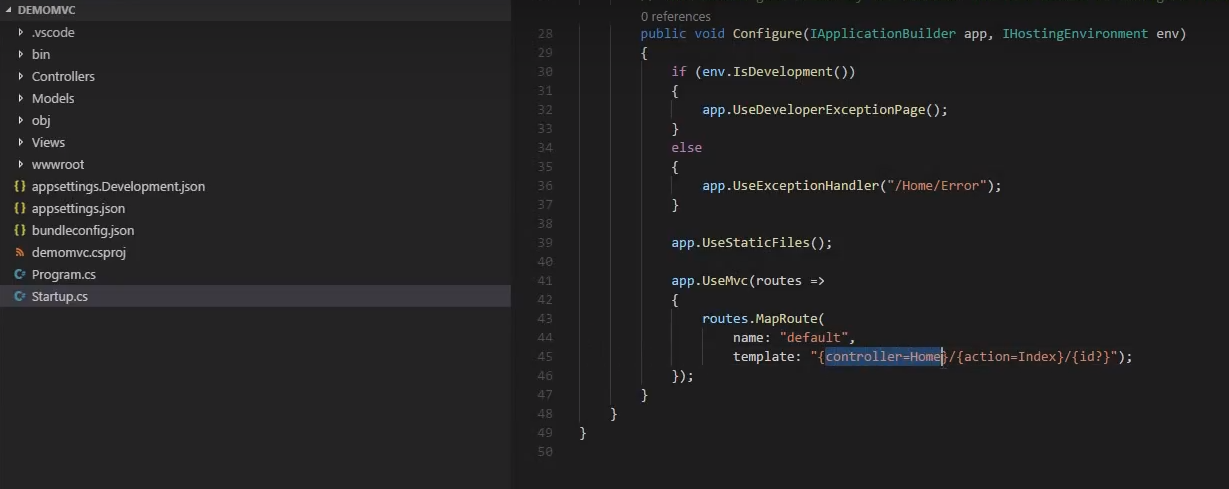 DEMOMVC
.vscode
bin
Controllers
Models
obj
Views
wwwroot
{} appsettings.Development.json
{} appsettings.json
{} bundleconfig.json
demomvc.csproj
C# Program.cs
C# Startup.cs
0 references
28 public void Configure(IApplicationBuilder app, IHostingEnvironment env)
29 {
30 if (env.IsDevelopment())
31 {
32 app.UseDeveloperExceptionPage();
33 }
34 else
35 {
36 app.UseExceptionHandler("/Home/Error");
37 }
38
39 app.UseStaticFiles();
40
41 app.UseMvc(routes =>
42 {
43 routes.MapRoute(
44 name: "default",
45 template: "{controller=Home}/{action=Index}/{id?}");
46 });
47 }
48 }
49 }
50